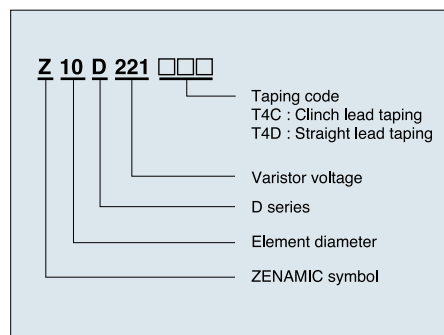 Z 10 D 221 □□□
Taping code
T4C : Clinch lead taping
T4D : Straight lead taping
Varistor voltage
D series
Element diameter
ZENAMIC symbol